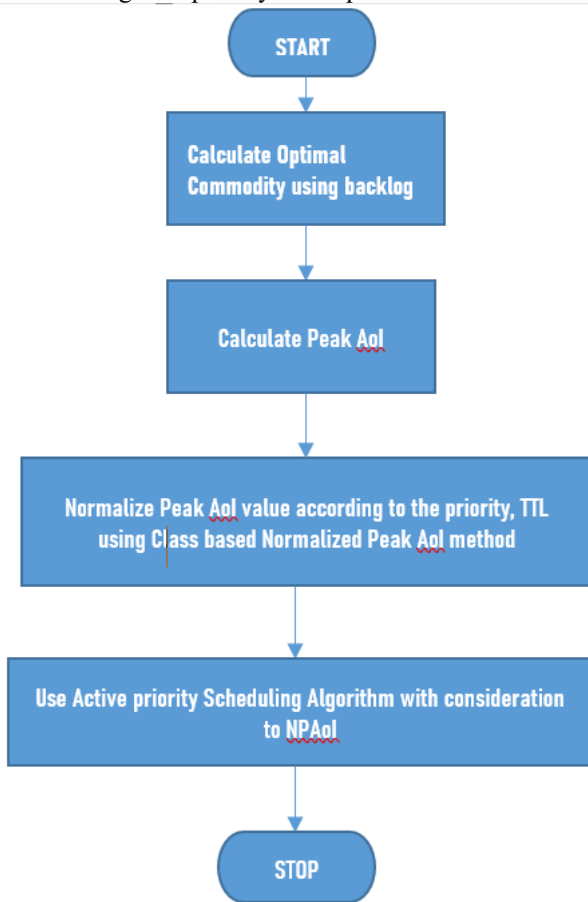 START
Calculate Optimal
Commodity using backlog
Calculate Peak AoI
Normalize Peak AoI value according to the priority, TTL
using Class based Normalized Peak AoI method
Use Active priority Scheduling Algorithm with consideration
to NPAoI
STOP